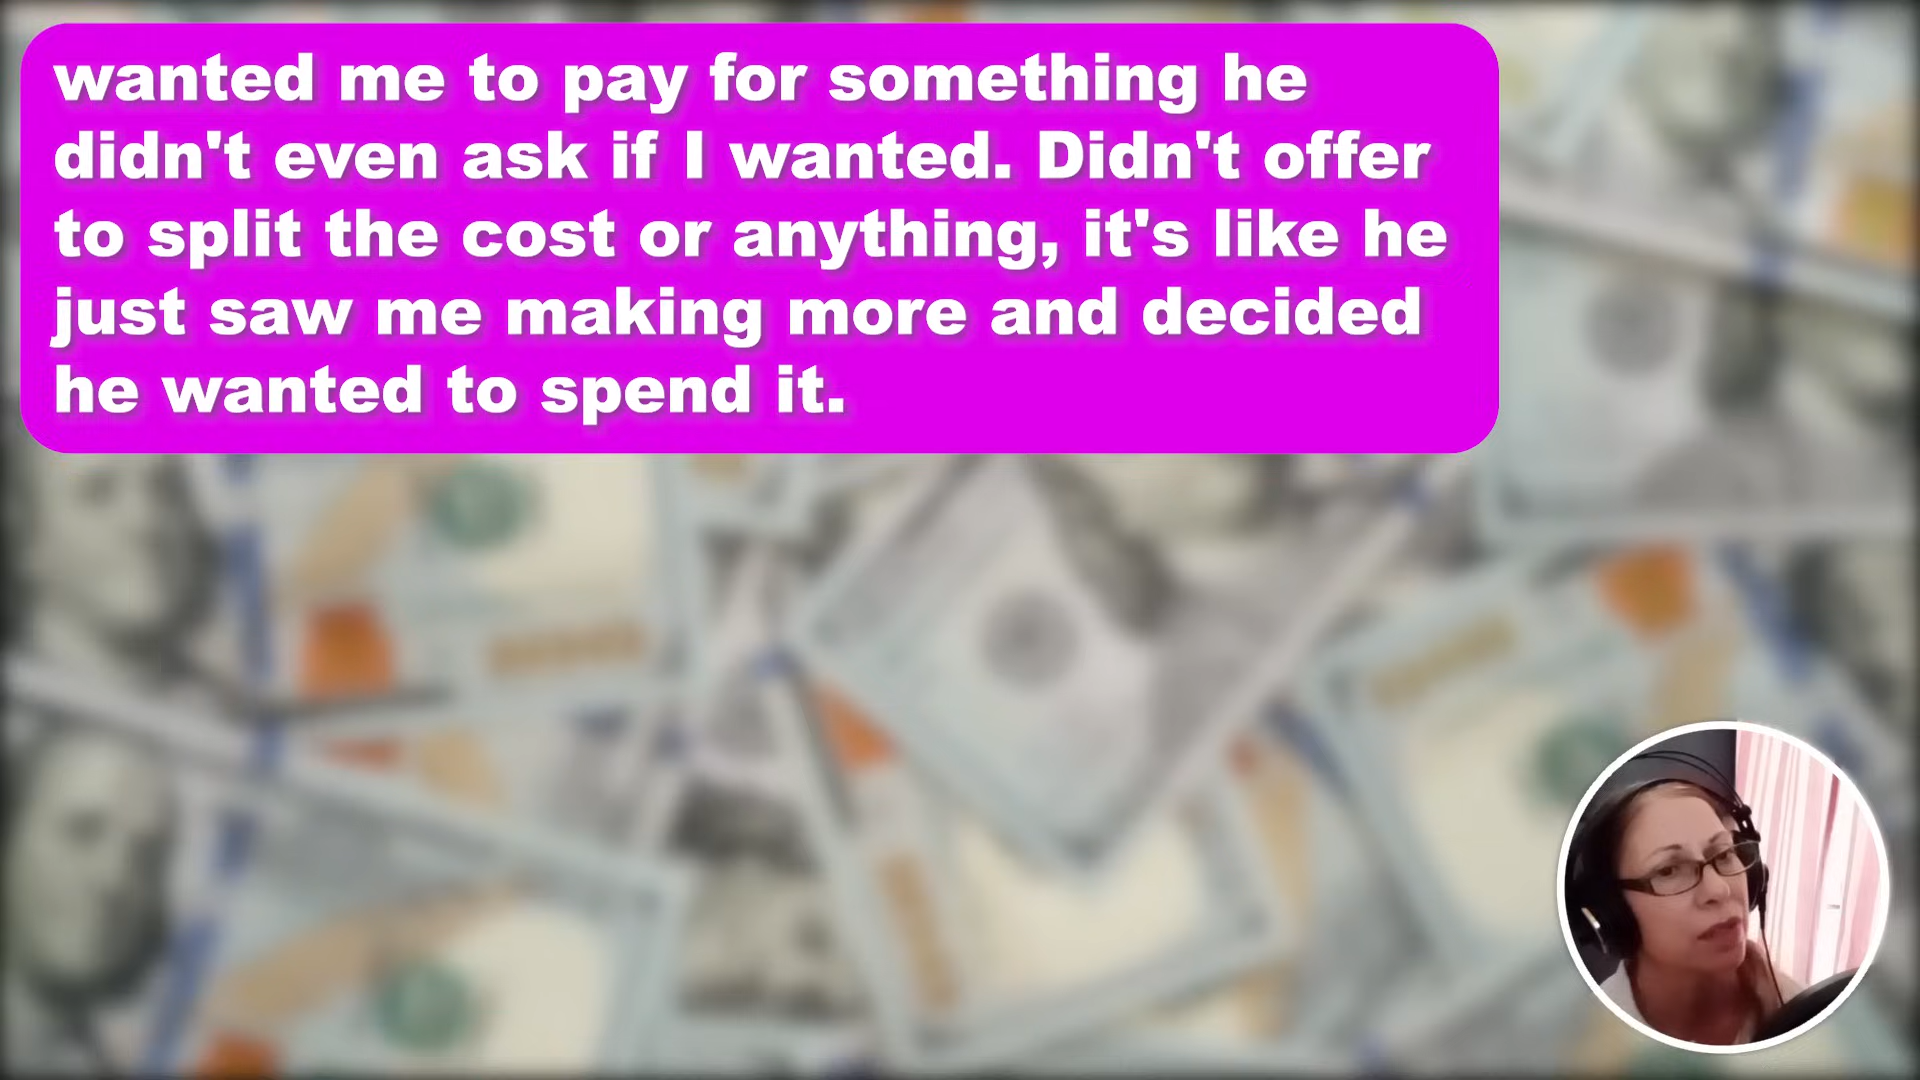 wanted me to pay for something he
didn't even ask if I wanted. Didn't offer
to split the cost or anything, it's like he
just saw me making more and decided
he wanted to spend it.